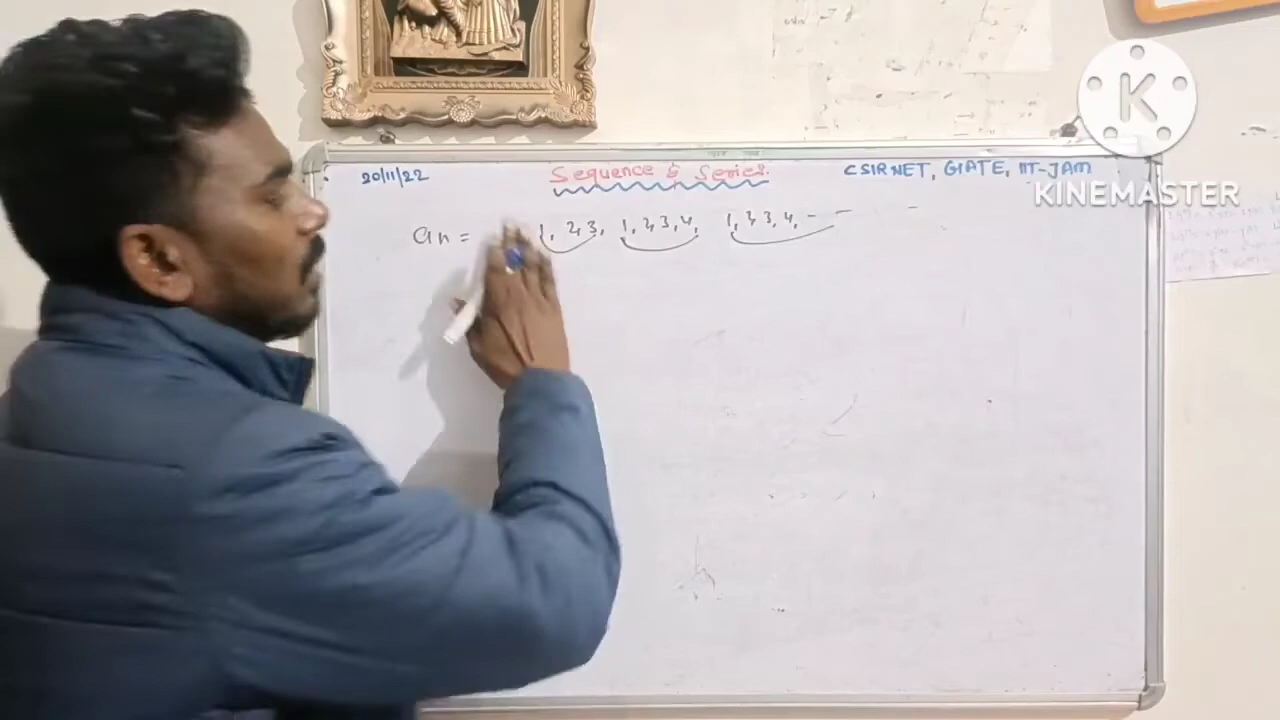 20/11/22 Sequence & Series. CSIR NET, GATE, IIT-JAM
an = 1, 2, 3, 1, 2, 3, 4, 1, 2, 3, 4, - -
K
KINEMASTER